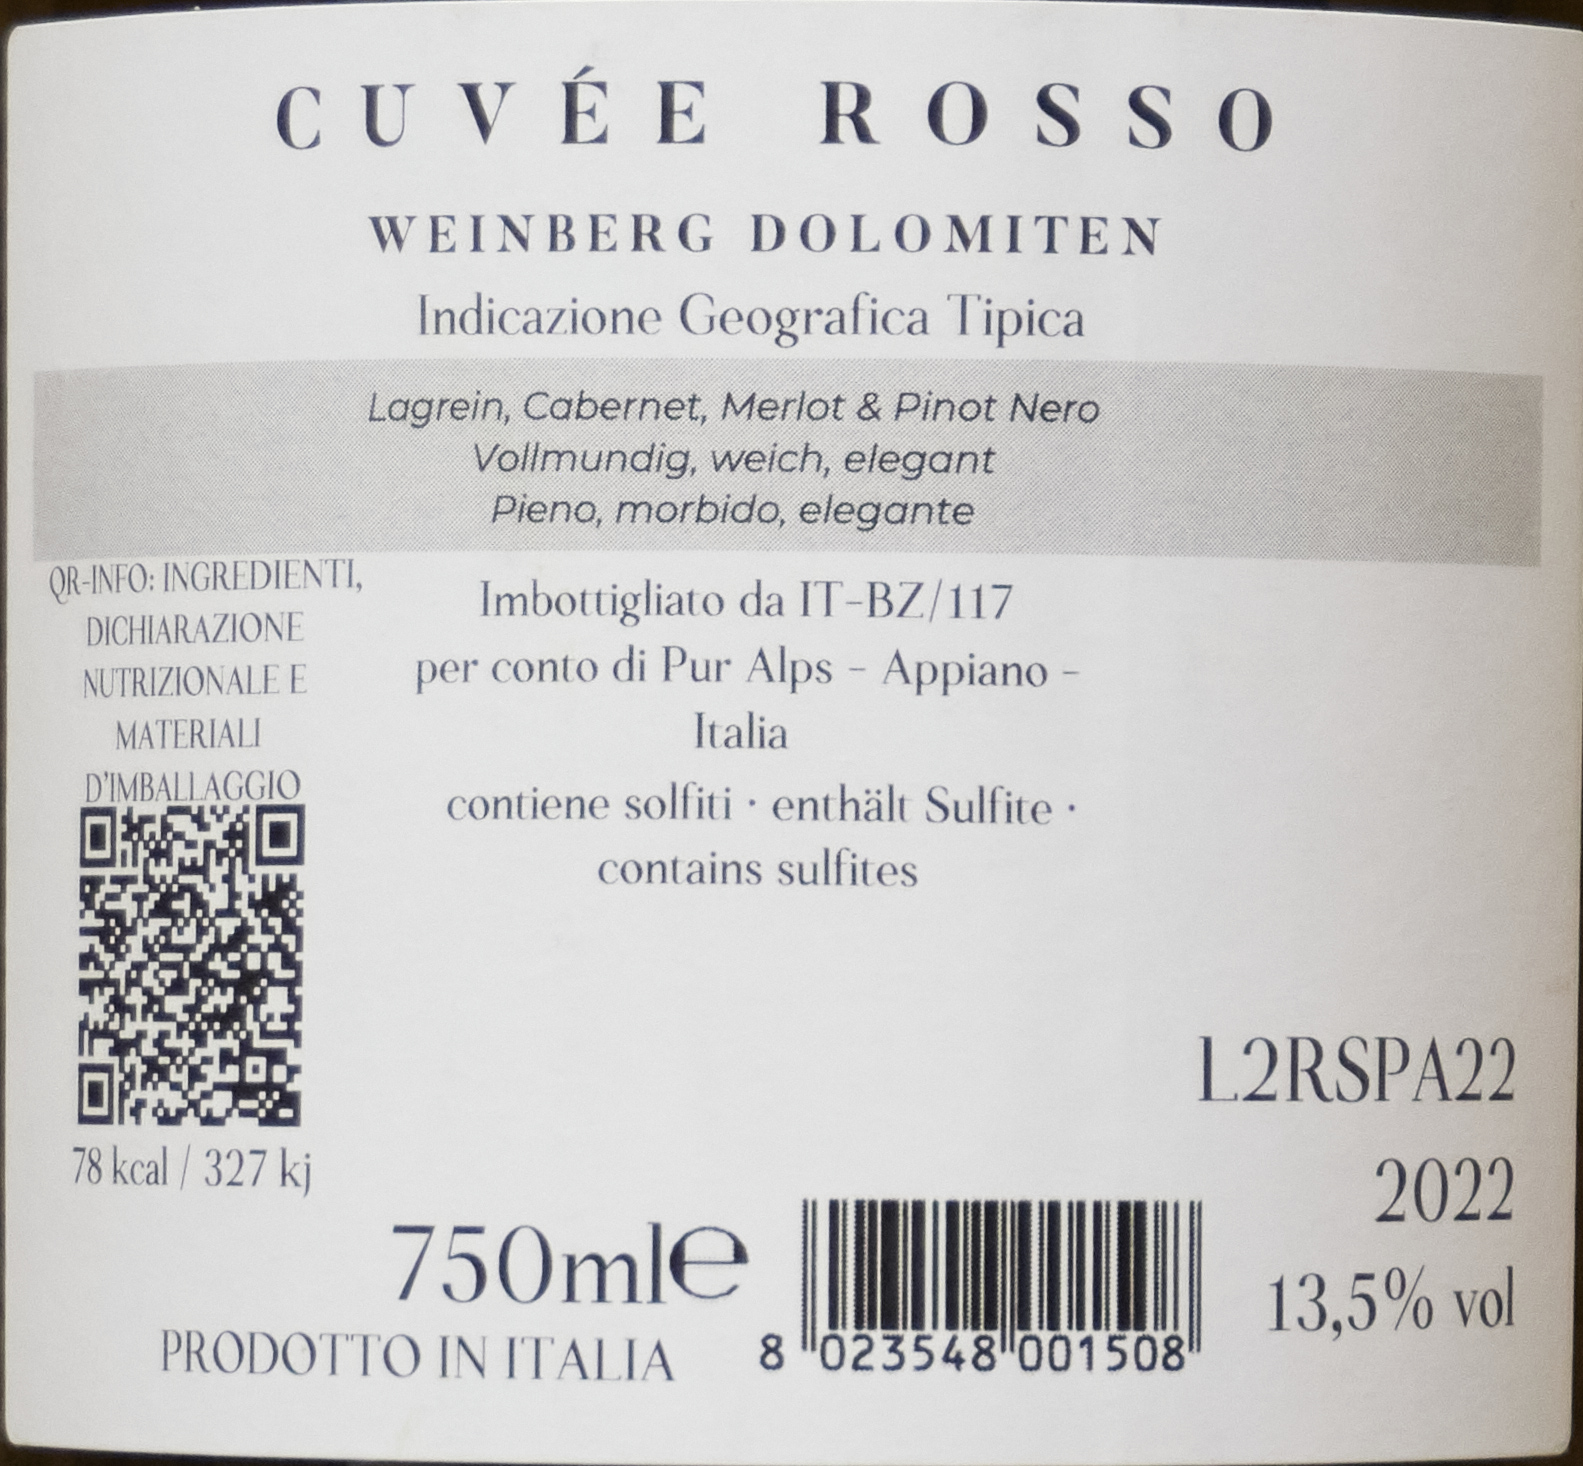 CUVÉE ROSSO
WEINBERG DOLOMITEN
Indicazione Geografica Tipica
Lagrein, Cabernet, Merlot & Pinot Nero
Vollmundig, weich, elegant
Pieno, morbido, elegante
QR-INFO: INGREDIENTI,
DICHIARAZIONE
NUTRIZIONALE E
MATERIALI
D'IMBALLAGGIO
78 kcal / 327 kj
Imbottigliato da IT-BZ/117
per conto di Pur Alps - Appiano -
Italia
contiene solfiti · enthält Sulfite ·
contains sulfites
750ml℮
PRODOTTO IN ITALIA
8 023548 001508
L2RSPA22
2022
13,5% vol